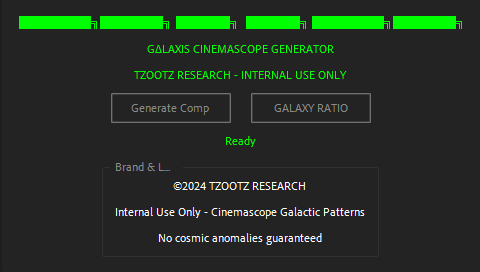 ████████╗███████╗ ██████╗ ██████╗ ████████╗███████╗
GΔLAXIS CINEMASCOPE GENERATOR
TZOOTZ RESEARCH - INTERNAL USE ONLY
Generate Comp
GALAXY RATIO
Ready
Brand & L...
©2024 TZOOTZ RESEARCH
Internal Use Only - Cinemascope Galactic Patterns
No cosmic anomalies guaranteed